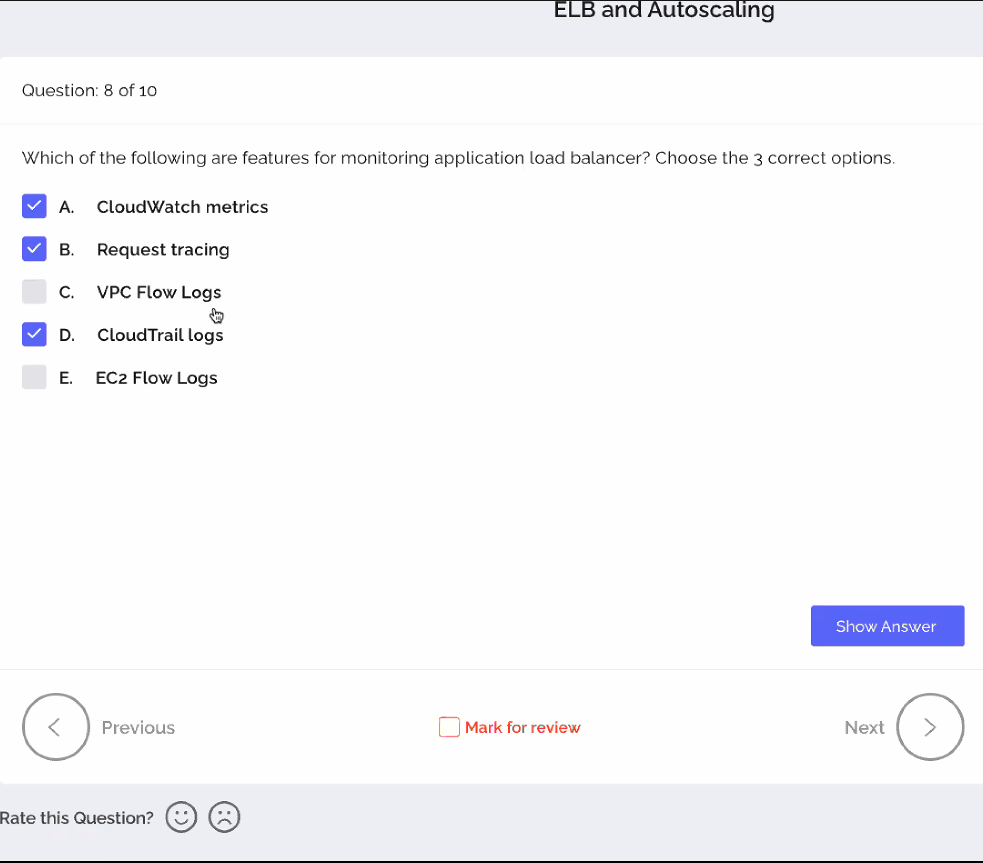 ELB and Autoscaling
Question: 8 of 10
Which of the following are features for monitoring application load balancer? Choose the 3 correct options.
A. CloudWatch metrics
B. Request tracing
C. VPC Flow Logs
D. CloudTrail logs
E. EC2 Flow Logs
Show Answer
Previous
Mark for review
Next
Rate this Question?